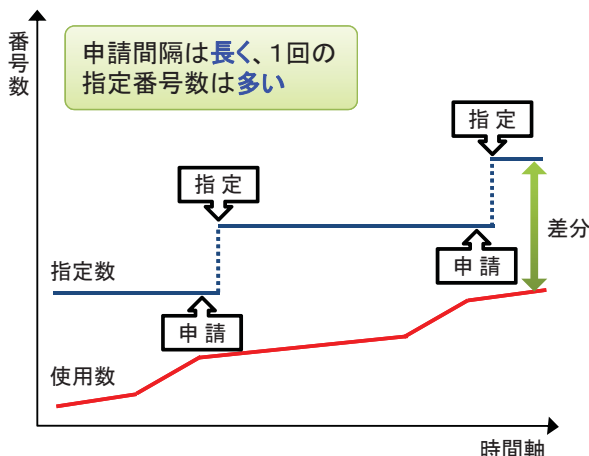 番号数
申請間隔は長く、1回の
指定番号数は多い
指 定
指 定
差分
申 請
指定数
申 請
使用数
時間軸